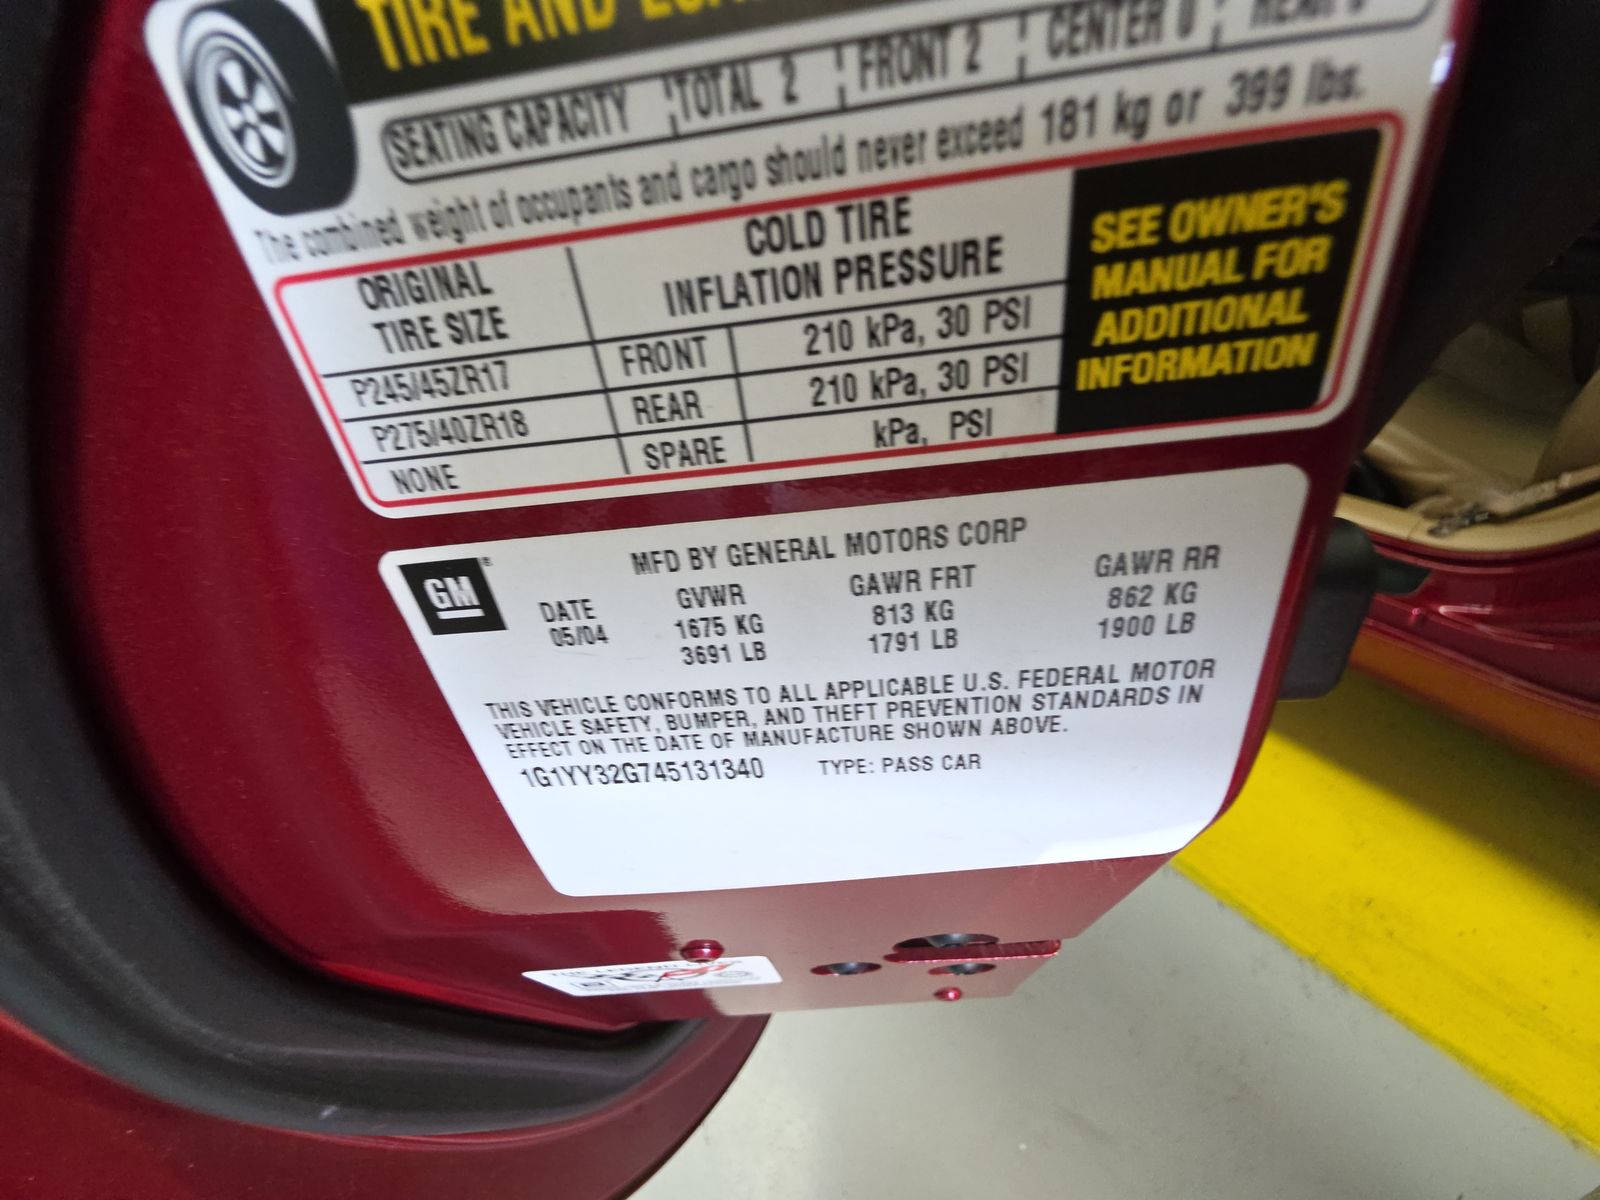 TIRE AND
SEATING CAPACITY TOTAL 2 FRONT 2 CENTER 0 REAR 0
The combined weight of occupants and cargo should never exceed 181 kg or 399 lbs.
ORIGINAL TIRE SIZE COLD TIRE INFLATION PRESSURE
P245/45ZR17 FRONT 210 kPa, 30 PSI
P275/40ZR18 REAR 210 kPa, 30 PSI
NONE SPARE kPa, PSI
SEE OWNER'S
MANUAL FOR
ADDITIONAL
INFORMATION
GM®
MFD BY GENERAL MOTORS CORP
DATE GVWR GAWR FRT GAWR RR
05/04 1675 KG 813 KG 862 KG
3691 LB 1791 LB 1900 LB
THIS VEHICLE CONFORMS TO ALL APPLICABLE U.S. FEDERAL MOTOR
VEHICLE SAFETY, BUMPER, AND THEFT PREVENTION STANDARDS IN
EFFECT ON THE DATE OF MANUFACTURE SHOWN ABOVE.
1G1YY32G745131340 TYPE: PASS CAR